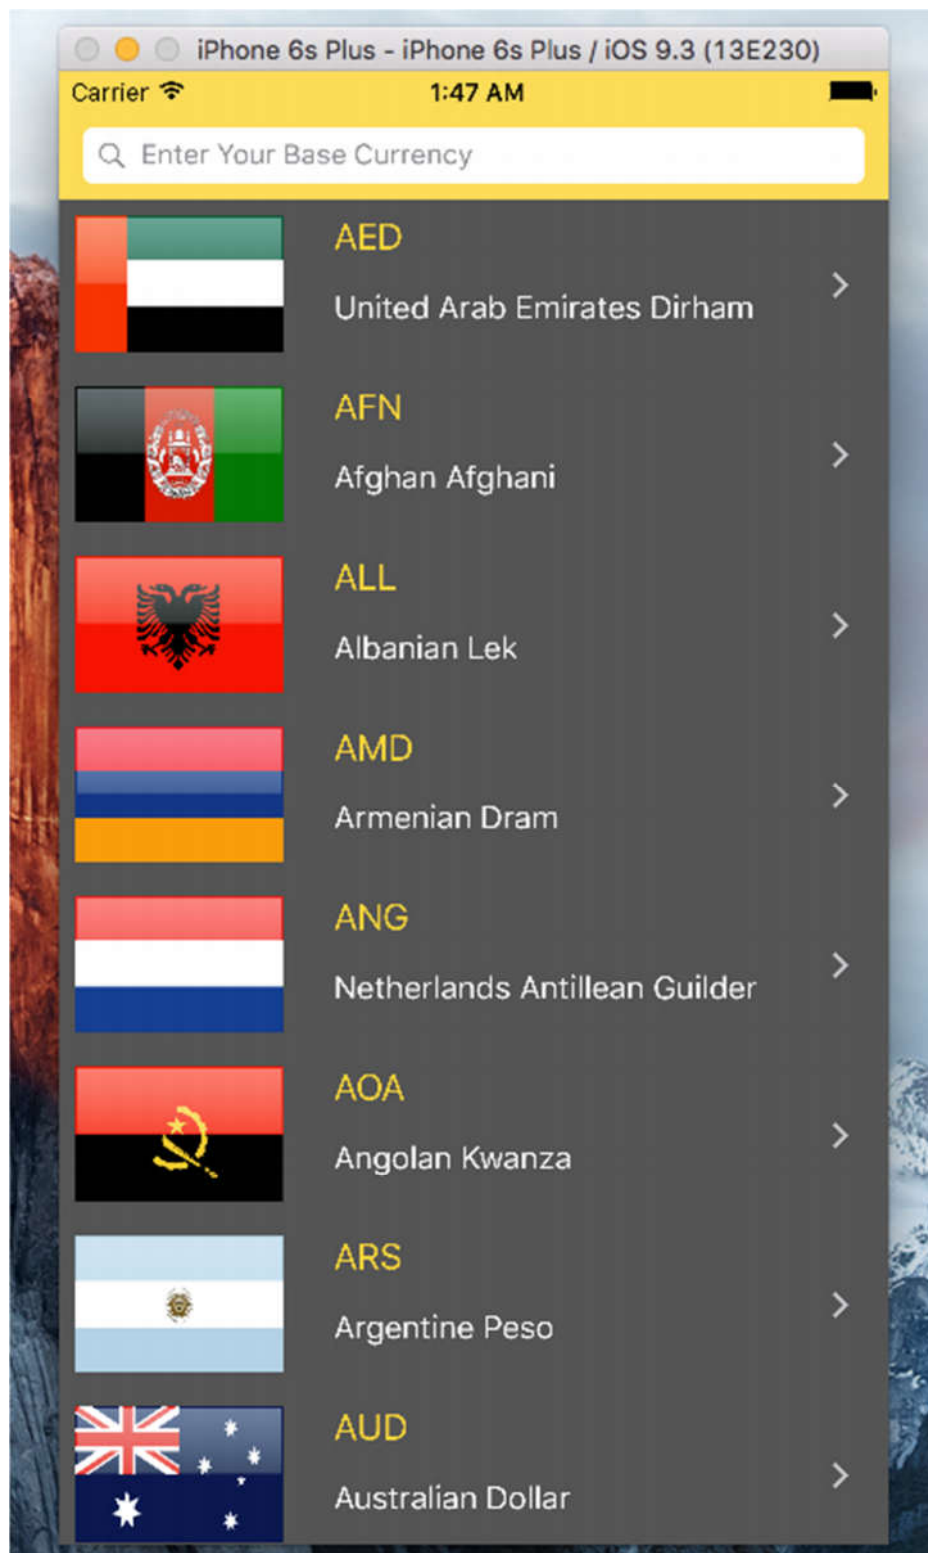 iPhone 6s Plus - iPhone 6s Plus / iOS 9.3 (13E230)
Carrier 1:47 AM
Enter Your Base Currency
AED
United Arab Emirates Dirham
AFN
Afghan Afghani
ALL
Albanian Lek
AMD
Armenian Dram
ANG
Netherlands Antillean Guilder
AOA
Angolan Kwanza
ARS
Argentine Peso
AUD
Australian Dollar